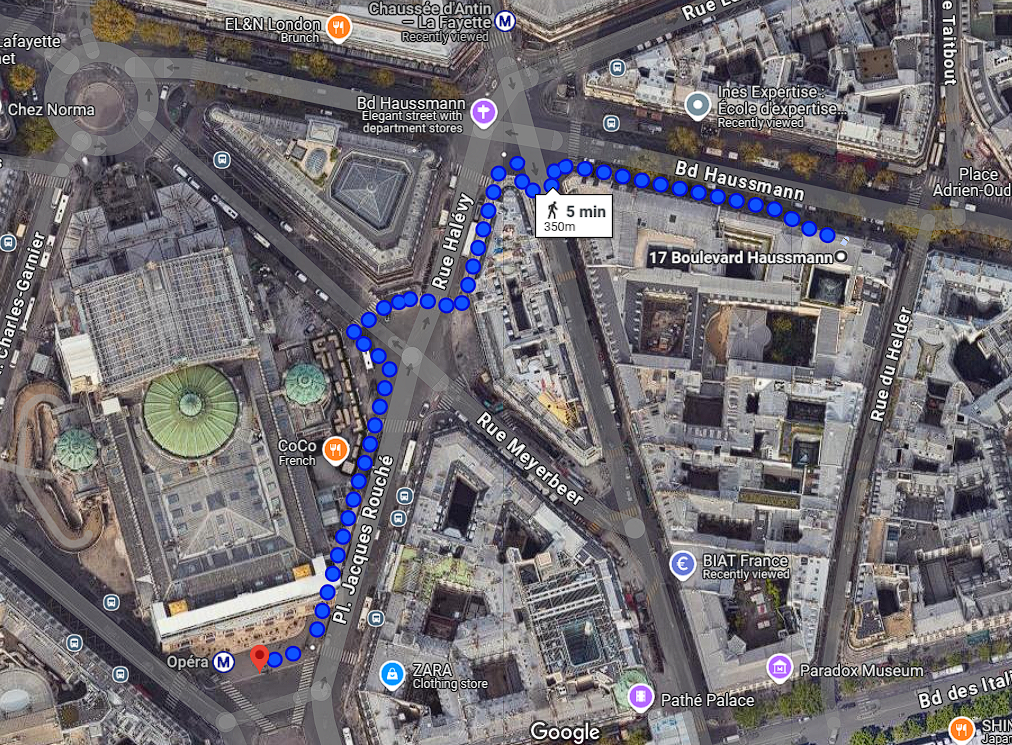 Chaussée d'Antin
– La Fayette
Recently viewed
EL&N London
Brunch
Rue L
e Taitbout
Lafayette
et
Chez Norma
Bd Haussmann
Elegant street with
department stores
Ines Expertise :
École d'expertise...
Recently viewed
Bd Haussmann
Place
Adrien-Oud
5 min
350m
Rue Halévy
17 Boulevard Haussmann
Charles-Garnier
Rue du Helder
CoCo
French
Rue Meyerbeer
Pl. Jacques Rouché
BIAT France
Recently viewed
Opéra
ZARA
Clothing store
Paradox Museum
Pathé Palace
Bd des Itali
SHIN
Japan
Google